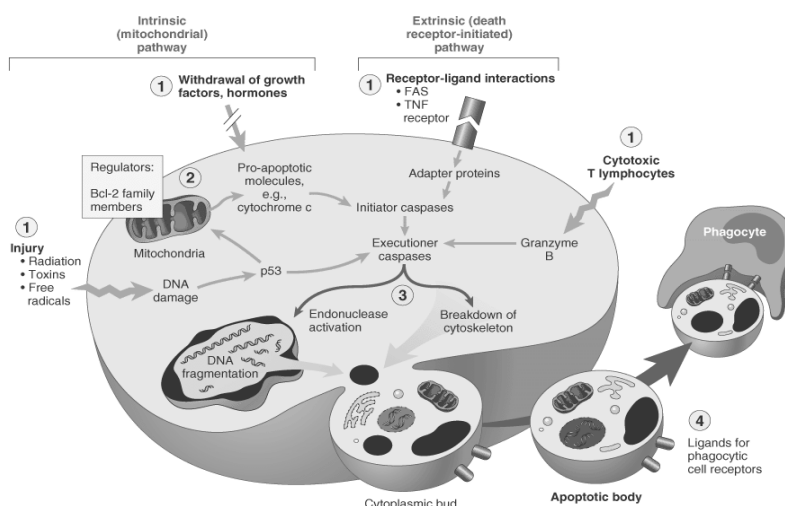 Intrinsic
(mitochondrial)
pathway
Extrinsic (death
receptor-initiated)
pathway
1
Withdrawal of growth
factors, hormones
1
Receptor-ligand interactions
• FAS
• TNF
receptor
1
Cytotoxic
T lymphocytes
Regulators:
Bcl-2 family
members
2
Pro-apoptotic
molecules,
e.g.,
cytochrome c
Adapter proteins
Initiator caspases
Mitochondria
1
Injury
• Radiation
• Toxins
• Free
radicals
DNA
damage
p53
Executioner
caspases
Granzyme
B
Phagocyte
3
Endonuclease
activation
Breakdown of
cytoskeleton
DNA
fragmentation
4
Ligands for
phagocytic
cell receptors
Cytoplasmic bud
Apoptotic body